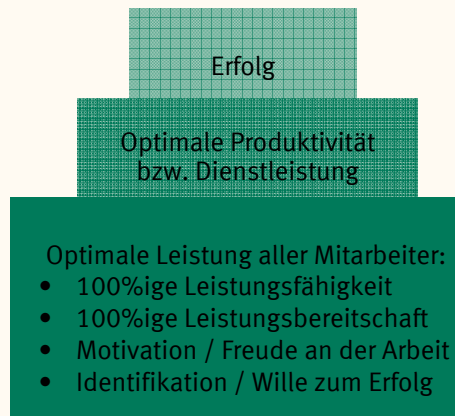 Erfolg
Optimale Produktivität
bzw. Dienstleistung
Optimale Leistung aller Mitarbeiter:
• 100%ige Leistungsfähigkeit
• 100%ige Leistungsbereitschaft
• Motivation / Freude an der Arbeit
• Identifikation / Wille zum Erfolg